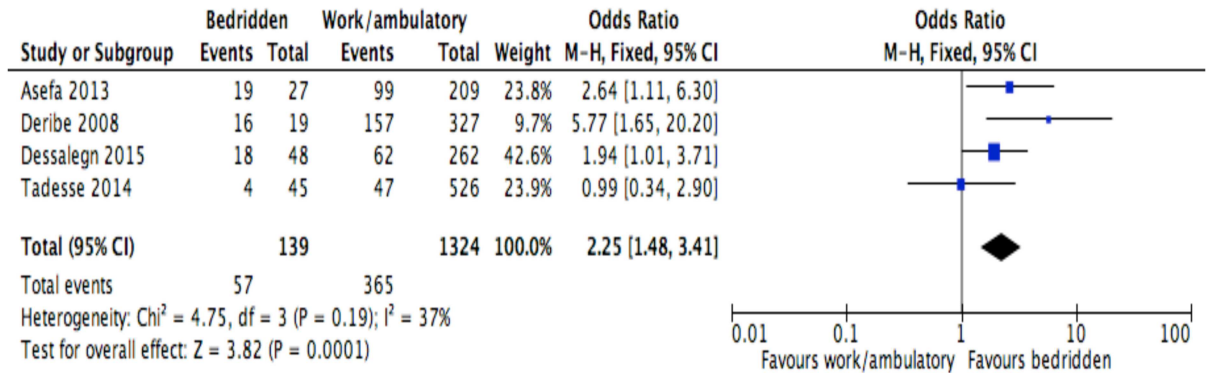 Bedridden Work/ambulatory Odds Ratio Odds Ratio
Study or Subgroup Events Total Events Total Weight M-H, Fixed, 95% CI M-H, Fixed, 95% CI
Asefa 2013 19 27 99 209 23.8% 2.64 [1.11, 6.30]
Deribe 2008 16 19 157 327 9.7% 5.77 [1.65, 20.20]
Dessalegn 2015 18 48 62 262 42.6% 1.94 [1.01, 3.71]
Tadesse 2014 4 45 47 526 23.9% 0.99 [0.34, 2.90]
Total (95% CI) 139 1324 100.0% 2.25 [1.48, 3.41]
Total events 57 365
Heterogeneity: Chi² = 4.75, df = 3 (P = 0.19); I² = 37%
Test for overall effect: Z = 3.82 (P = 0.0001)
0.01 0.1 1 10 100
Favours work/ambulatory Favours bedridden